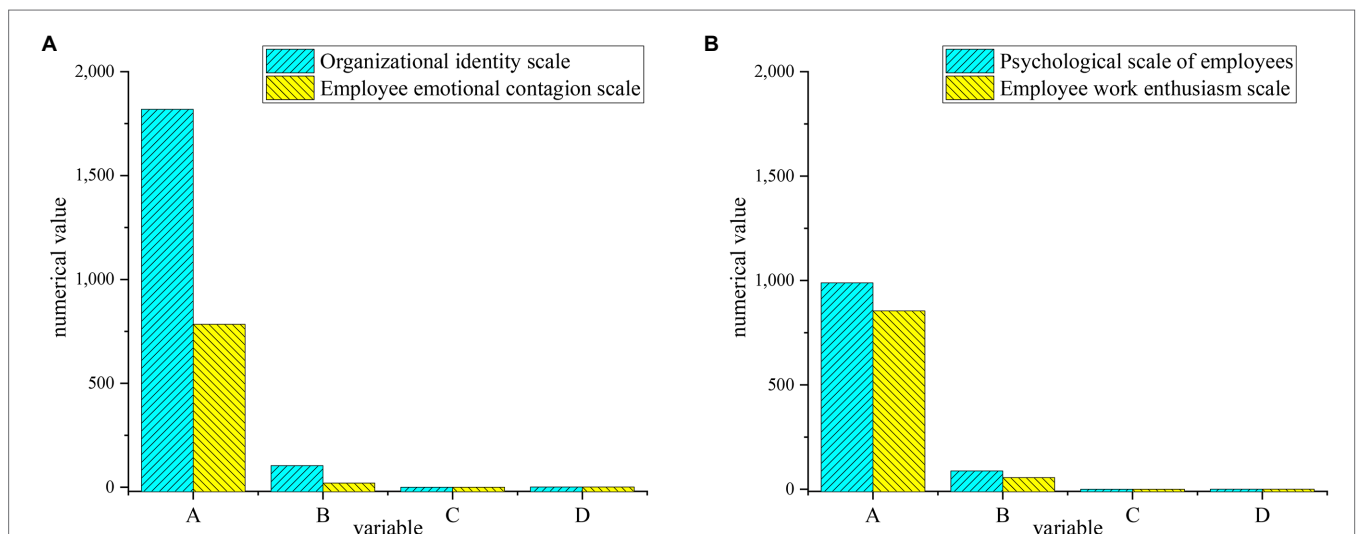 A
Organizational identity scale
Employee emotional contagion scale
2,000
1,500
1,000
500
0
numerical value
A B C D
variable
B
Psychological scale of employees
Employee work enthusiasm scale
2,000
1,500
1,000
500
0
numerical value
A B C D
variable